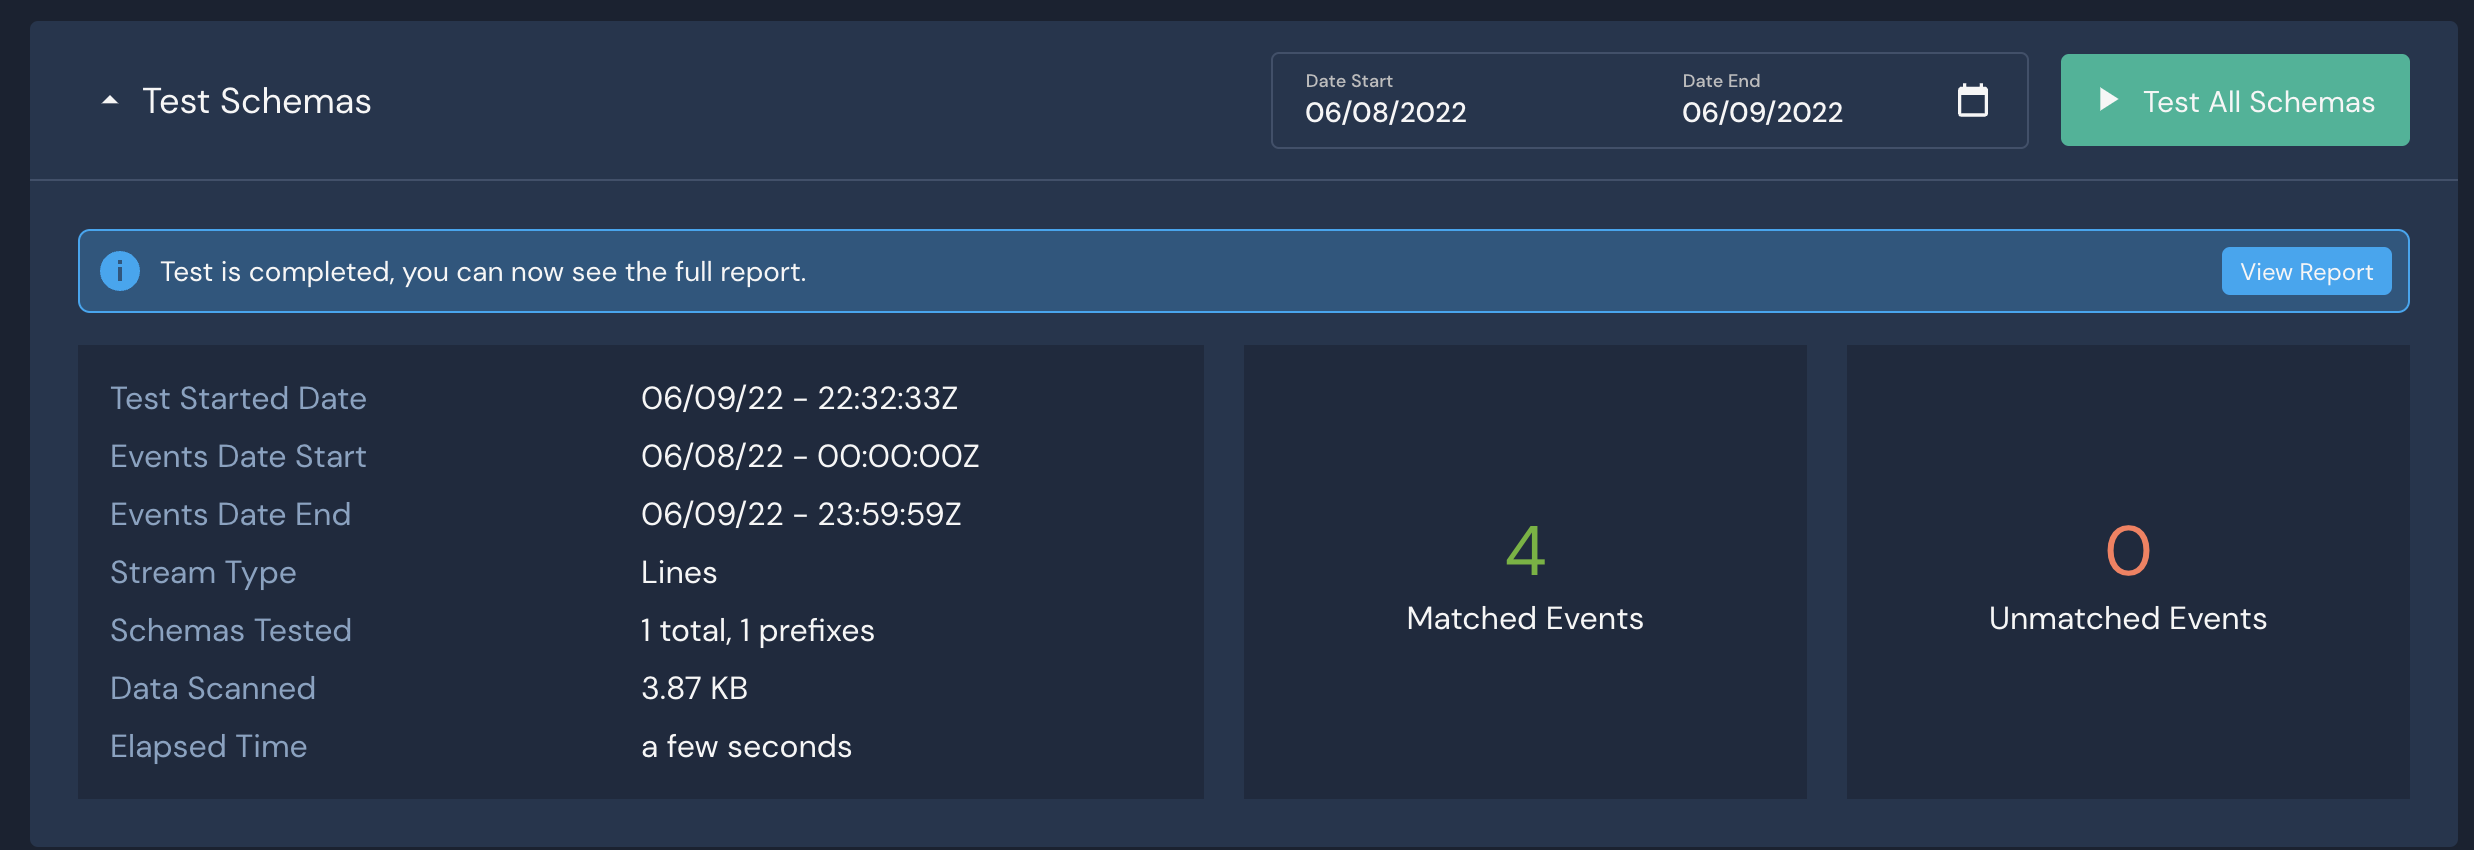 Test Schemas
Date Start
06/08/2022
Date End
06/09/2022
Test All Schemas
Test is completed, you can now see the full report.
View Report
Test Started Date 06/09/22 - 22:32:33Z
Events Date Start 06/08/22 - 00:00:00Z
Events Date End 06/09/22 - 23:59:59Z
Stream Type Lines
Schemas Tested 1 total, 1 prefixes
Data Scanned 3.87 KB
Elapsed Time a few seconds
4
Matched Events
0
Unmatched Events